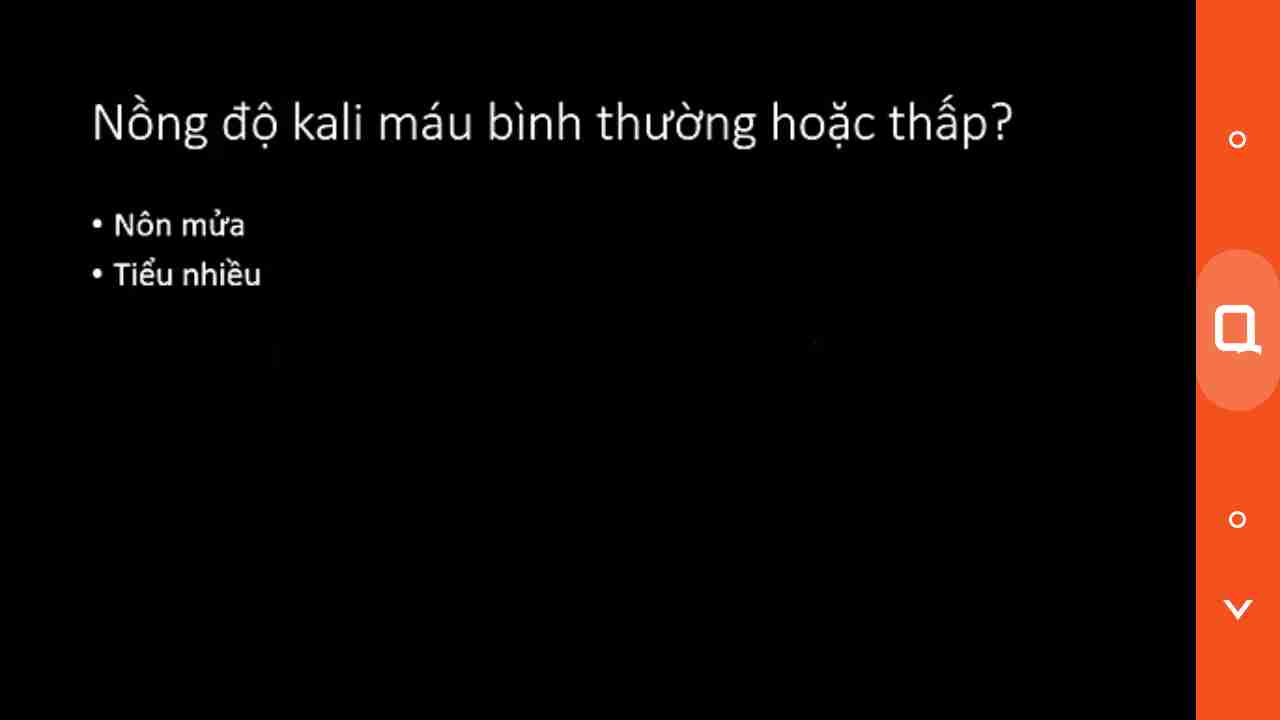 Nồng độ kali máu bình thường hoặc thấp?
• Nôn mửa
• Tiểu nhiều